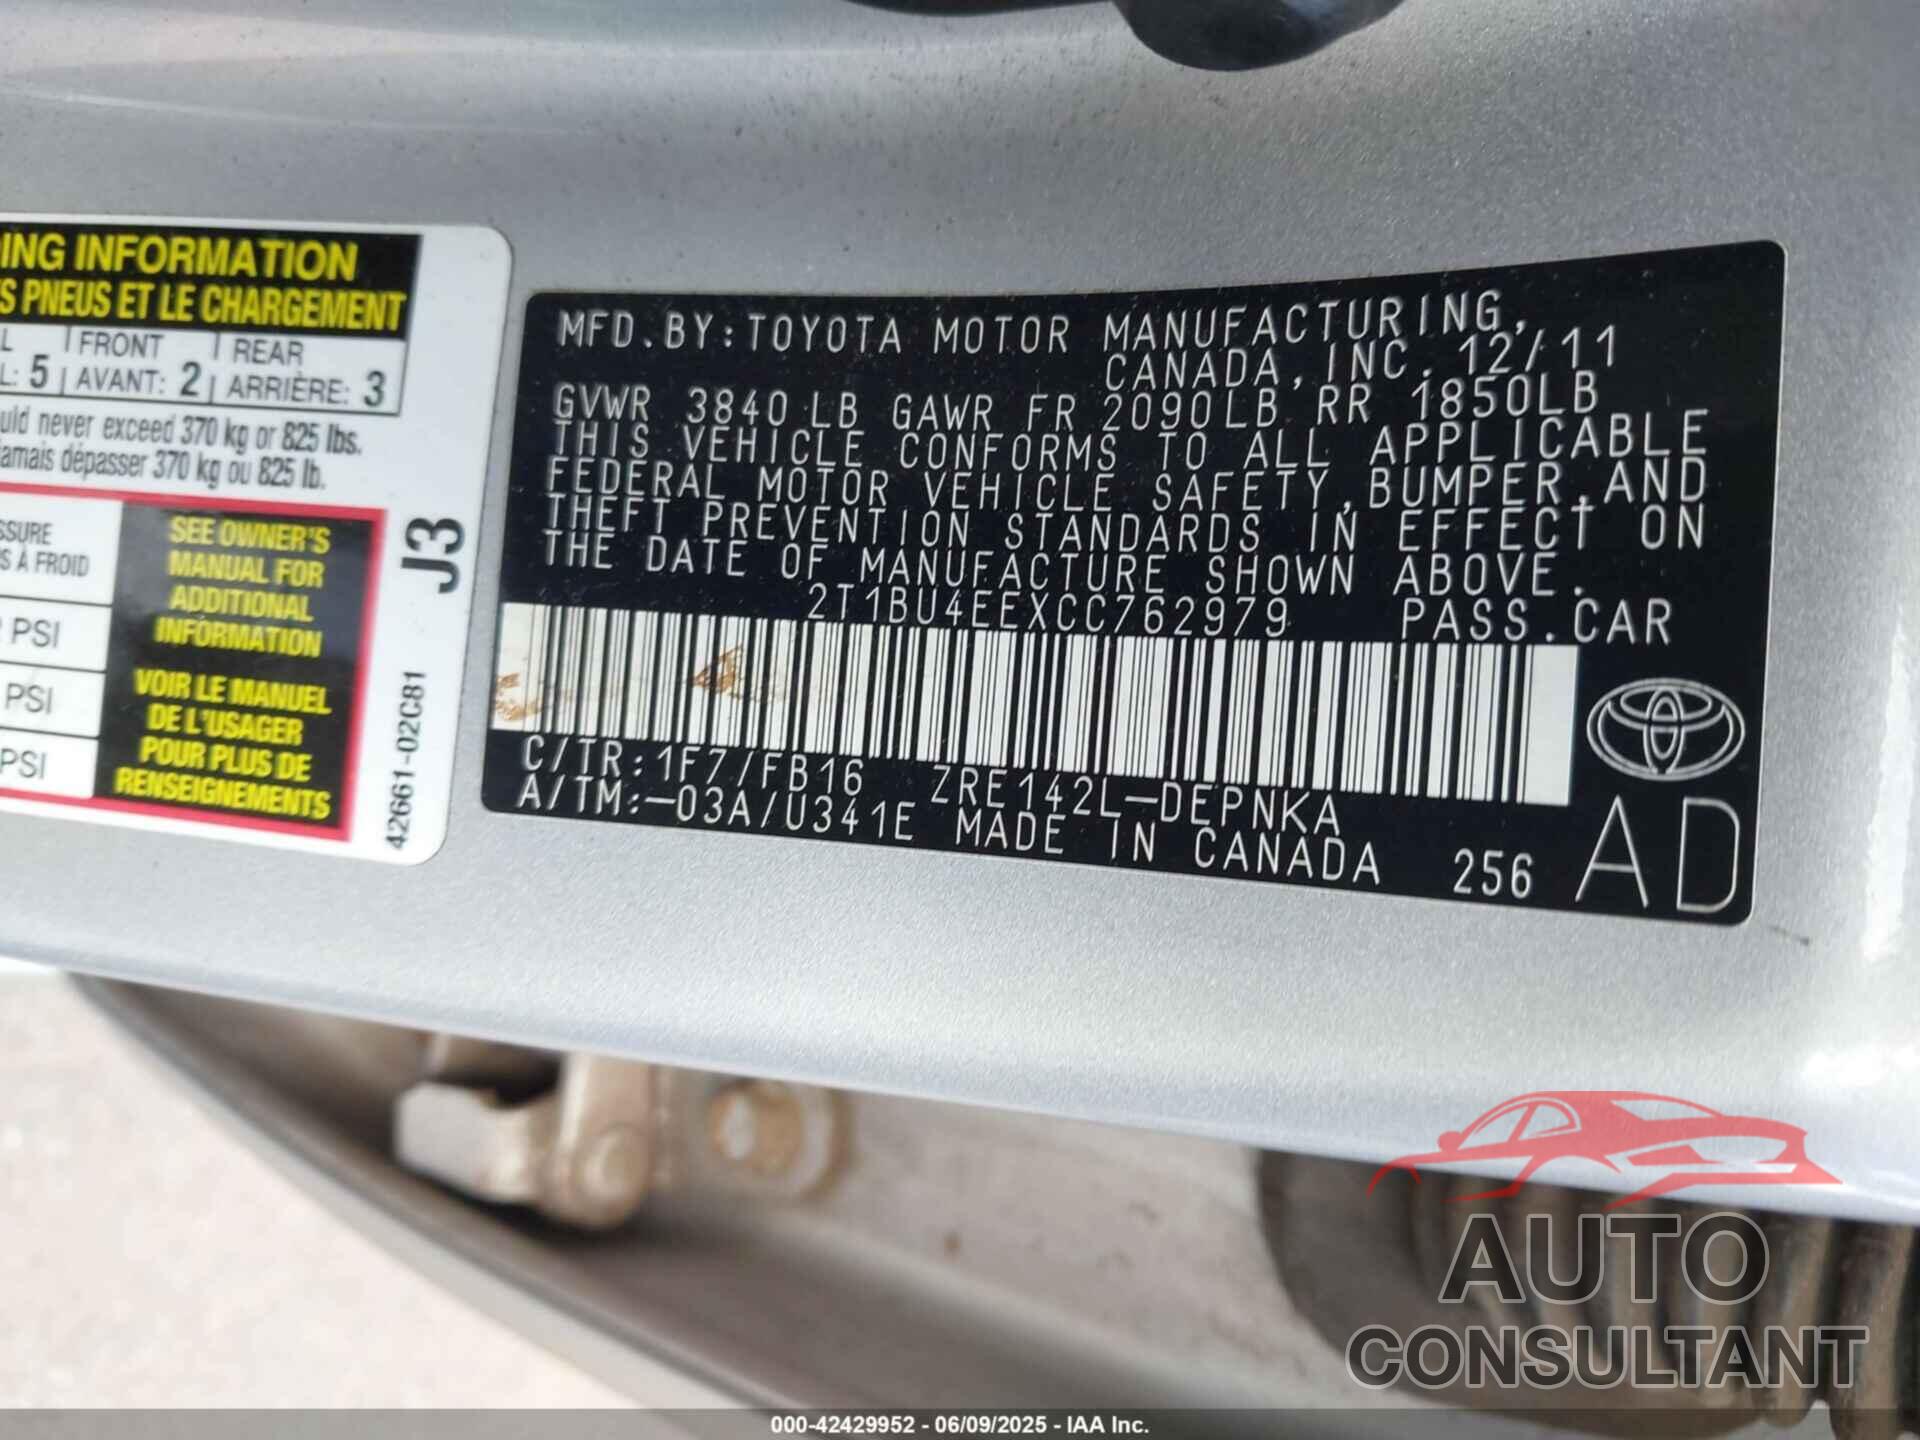 ING INFORMATION
S PNEUS ET LE CHARGEMENT
FRONT REAR
: 5 AVANT: 2 ARRIÈRE: 3
uld never exceed 370 kg or 825 lbs.
amais dépasser 370 kg ou 825 lb.
SSURE
S À FROID
PSI
PSI
PSI
SEE OWNER'S
MANUAL FOR
ADDITIONAL
INFORMATION
VOIR LE MANUEL
DE L'USAGER
POUR PLUS DE
RENSEIGNEMENTS
J3
42661-02C81
MFD.BY:TOYOTA MOTOR MANUFACTURING,
CANADA,INC. 12/11
GVWR 3840 LB GAWR FR 2090LB RR 1850LB
THIS VEHICLE CONFORMS TO ALL APPLICABLE
FEDERAL MOTOR VEHICLE SAFETY,BUMPER,AND
THEFT PREVENTION STANDARDS IN EFFECT ON
THE DATE OF MANUFACTURE SHOWN ABOVE.
2T1BU4EEXCC762979 PASS.CAR
C/TR:1F7/FB16 ZRE142L-DEPNKA
A/TM:-03A/U341E MADE IN CANADA 256
AD
AUTO
CONSULTANT
000-42429952 - 06/09/2025 - IAA Inc.